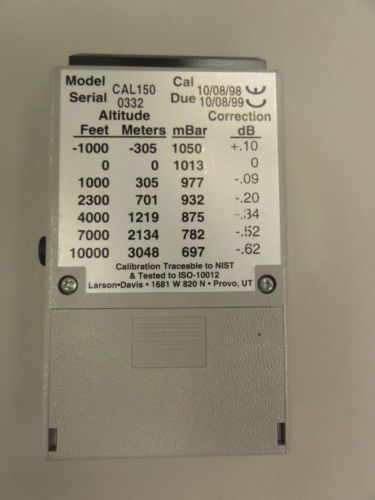 Model CAL150 Cal 10/08/98 CE
Serial 0332 Due 10/08/99
Altitude Correction
Feet Meters mBar dB
-1000 -305 1050 +.10
0 0 1013 0
1000 305 977 -.09
2300 701 932 -.20
4000 1219 875 -.34
7000 2134 782 -.52
10000 3048 697 -.62
Calibration Traceable to NIST
& Tested to ISO-10012
Larson•Davis • 1681 W 820 N • Provo, UT